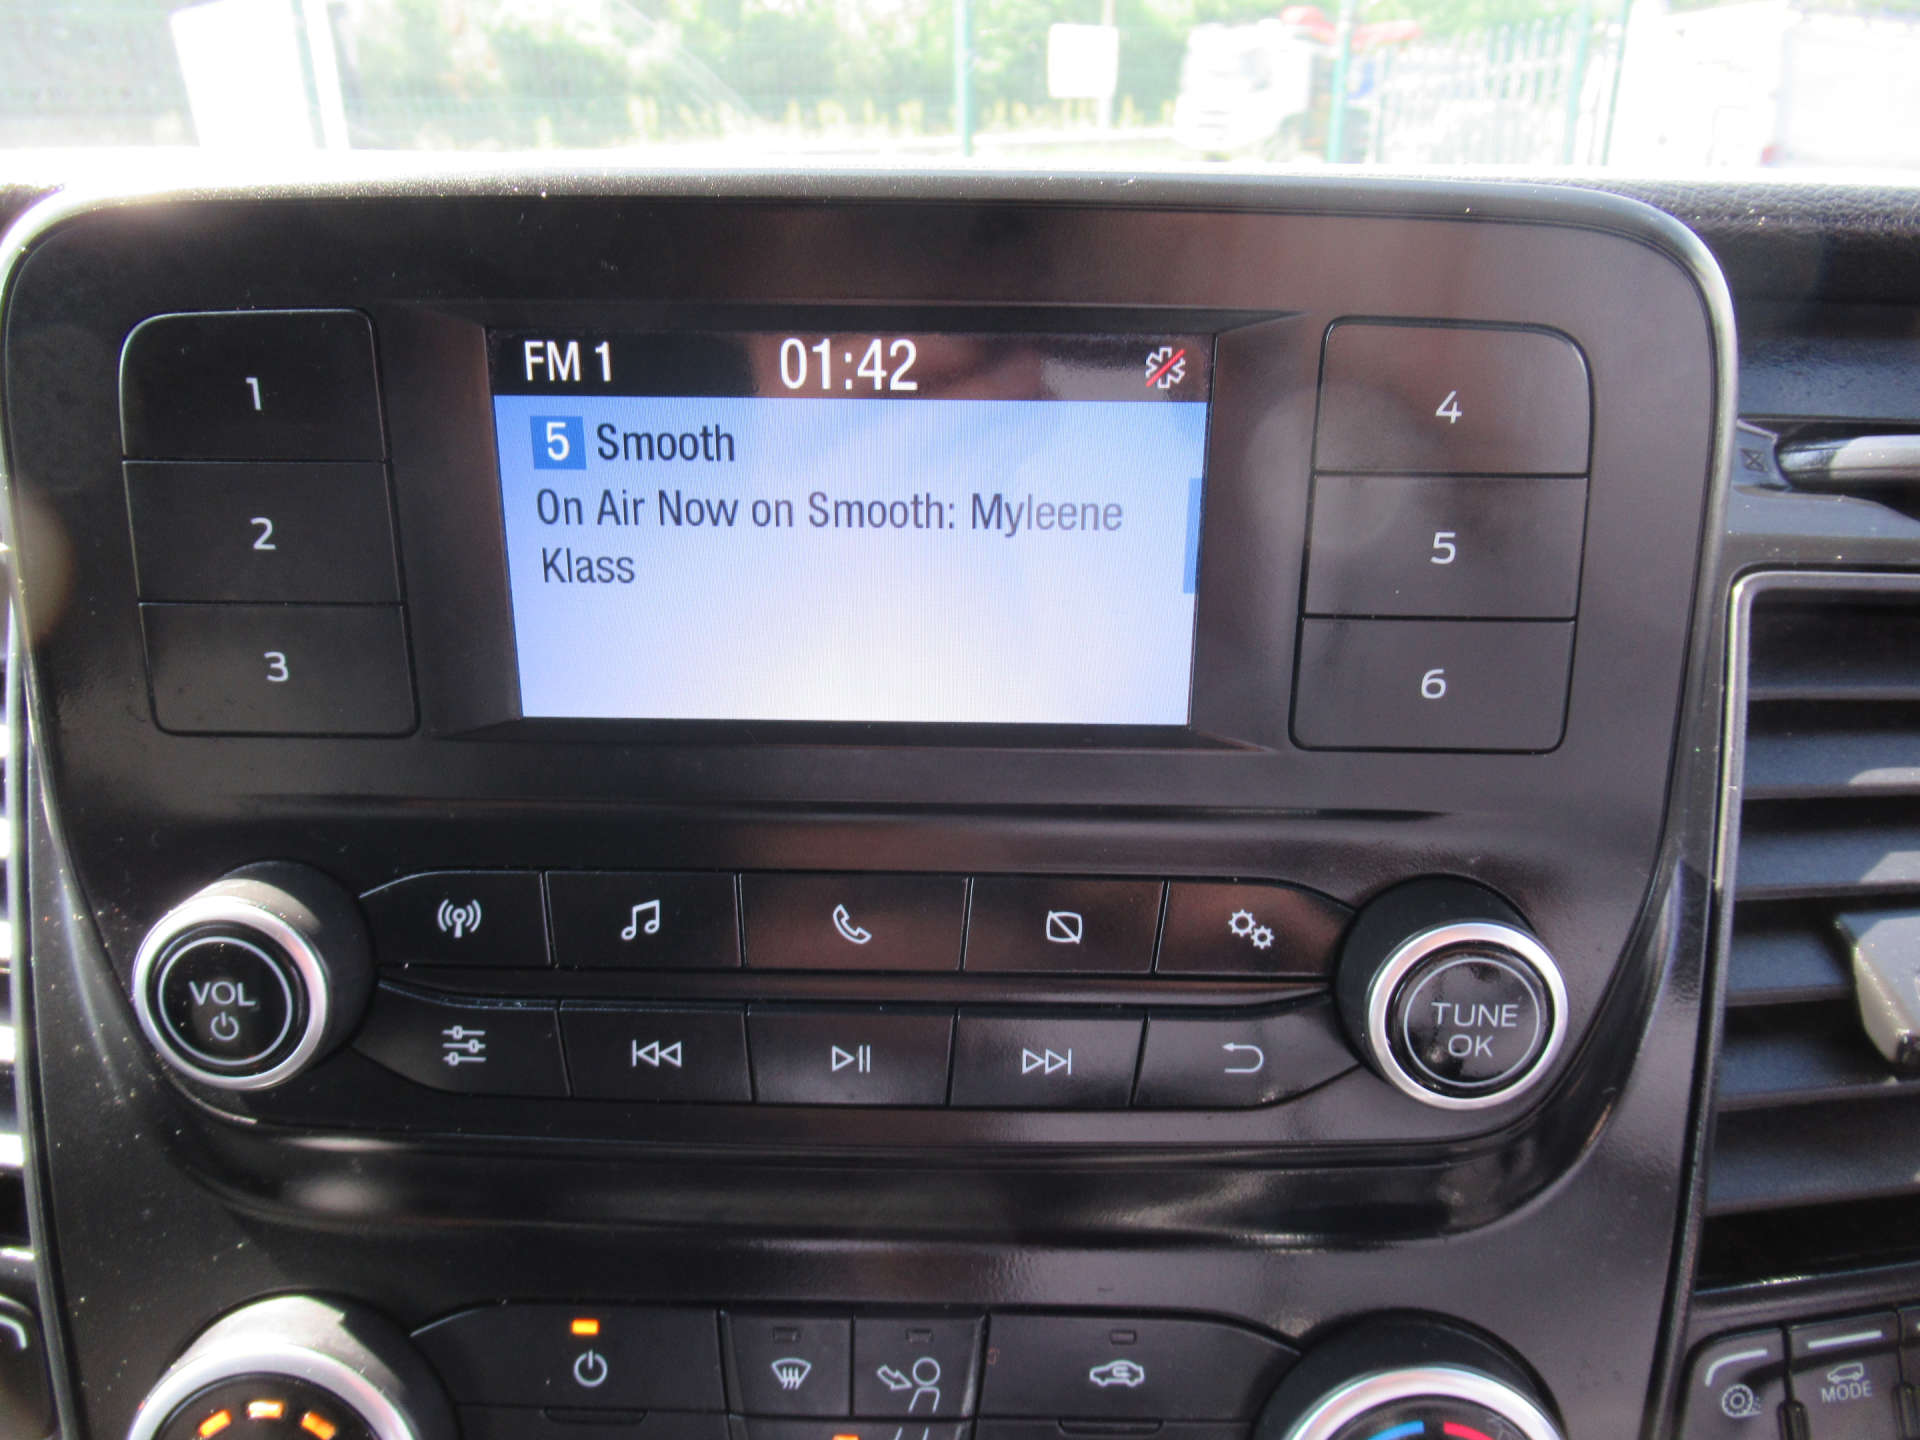 FM 1 01:42
5 Smooth
On Air Now on Smooth: Myleene
Klass
1
2
3
4
5
6
VOL
TUNE
OK
MODE